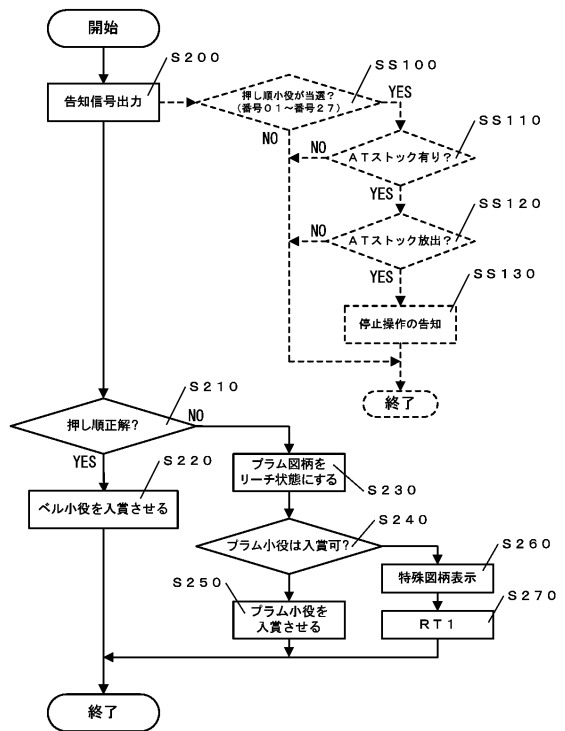 開始
S200
告知信号出力
SS100
押し順小役が当選?
(番号01～番号27)
YES
NO
SS110
ATストック有り?
NO
YES
SS120
ATストック放出?
NO
YES
SS130
停止操作の告知
終了
S210
押し順正解?
NO
YES
S220
ベル小役を入賞させる
プラム図柄を
リーチ状態にする
S230
S240
プラム小役は入賞可?
S260
特殊図柄表示
S250
プラム小役を
入賞させる
S270
RT1
終了